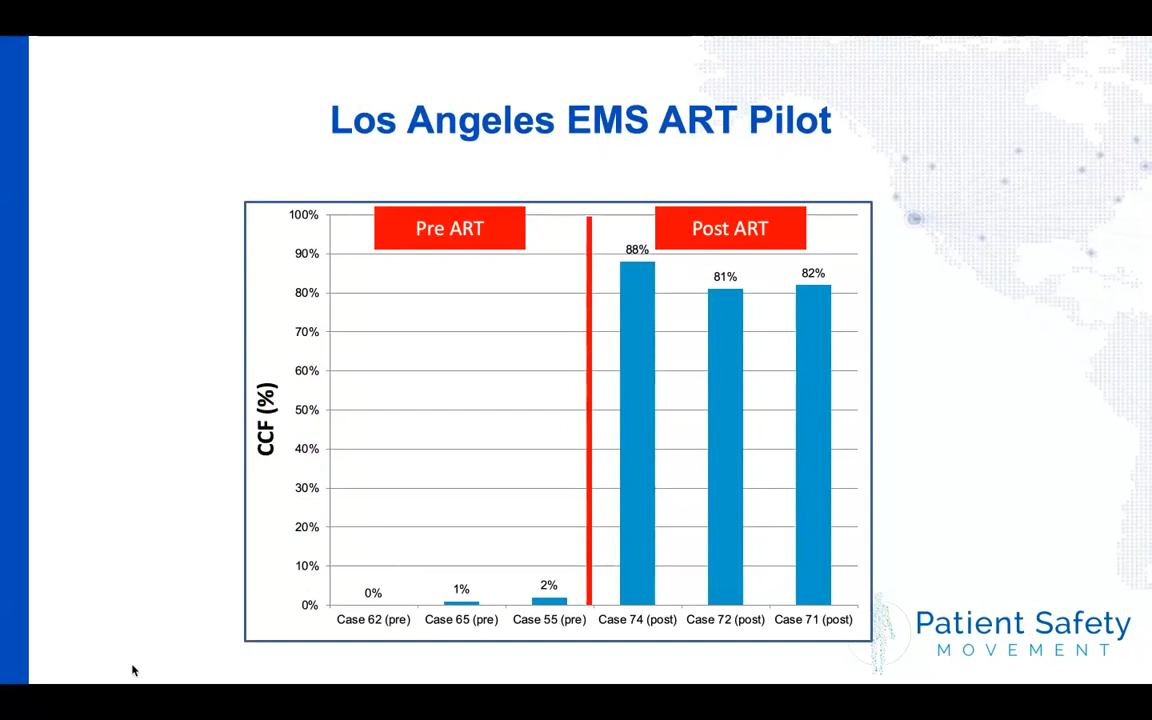 Los Angeles EMS ART Pilot
Pre ART
Post ART
CCF (%)
100%
90%
80%
70%
60%
50%
40%
30%
20%
10%
0%
0%
1%
2%
88%
81%
82%
Case 62 (pre)
Case 65 (pre)
Case 55 (pre)
Case 74 (post)
Case 72 (post)
Case 71 (post)
Patient Safety
MOVEMENT